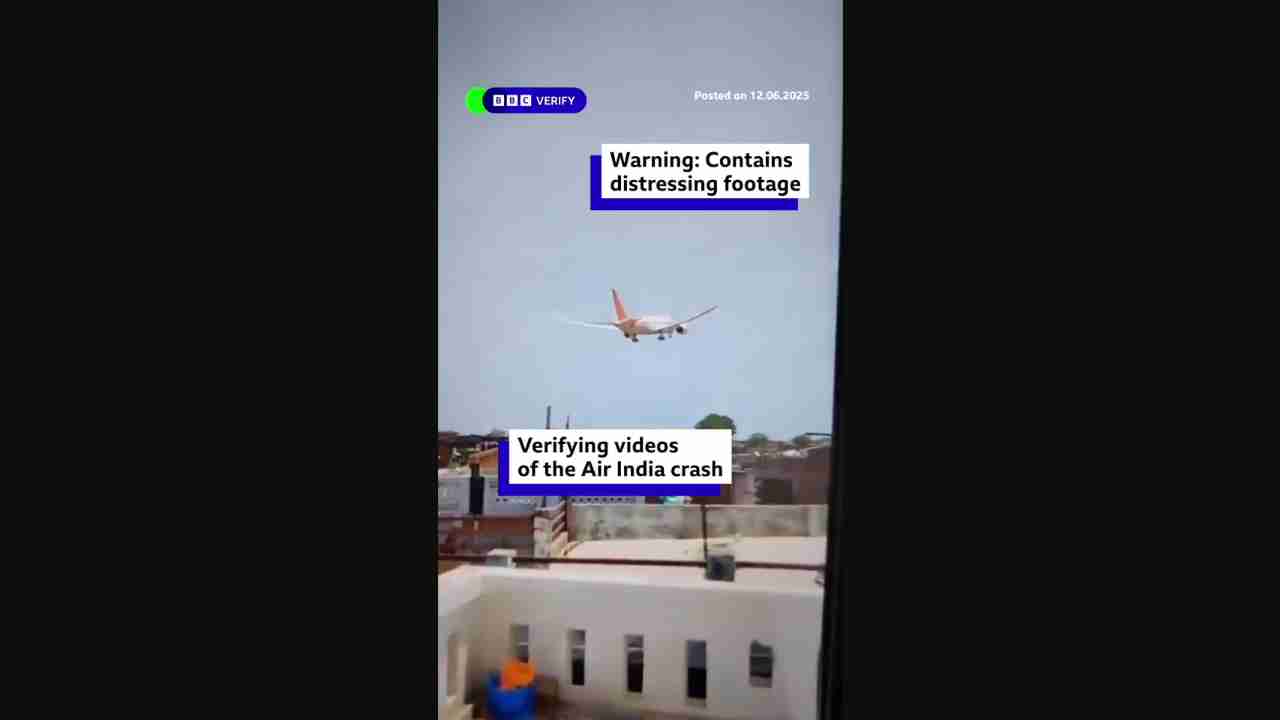 BBC VERIFY
Posted on 12.06.2025
Warning: Contains
distressing footage
Verifying videos
of the Air India crash